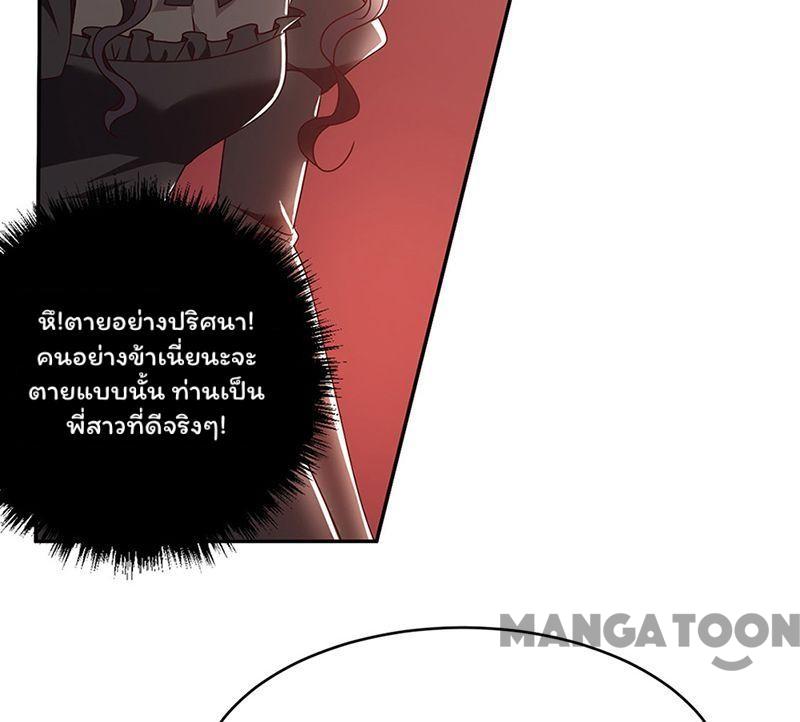 หึ!ตายอย่างปริศนา!
คนอย่างข้าเนี่ยนะจะ
ตายแบบนั้น ท่านเป็น
พี่สาวที่ดีจริงๆ!
MANGATOON